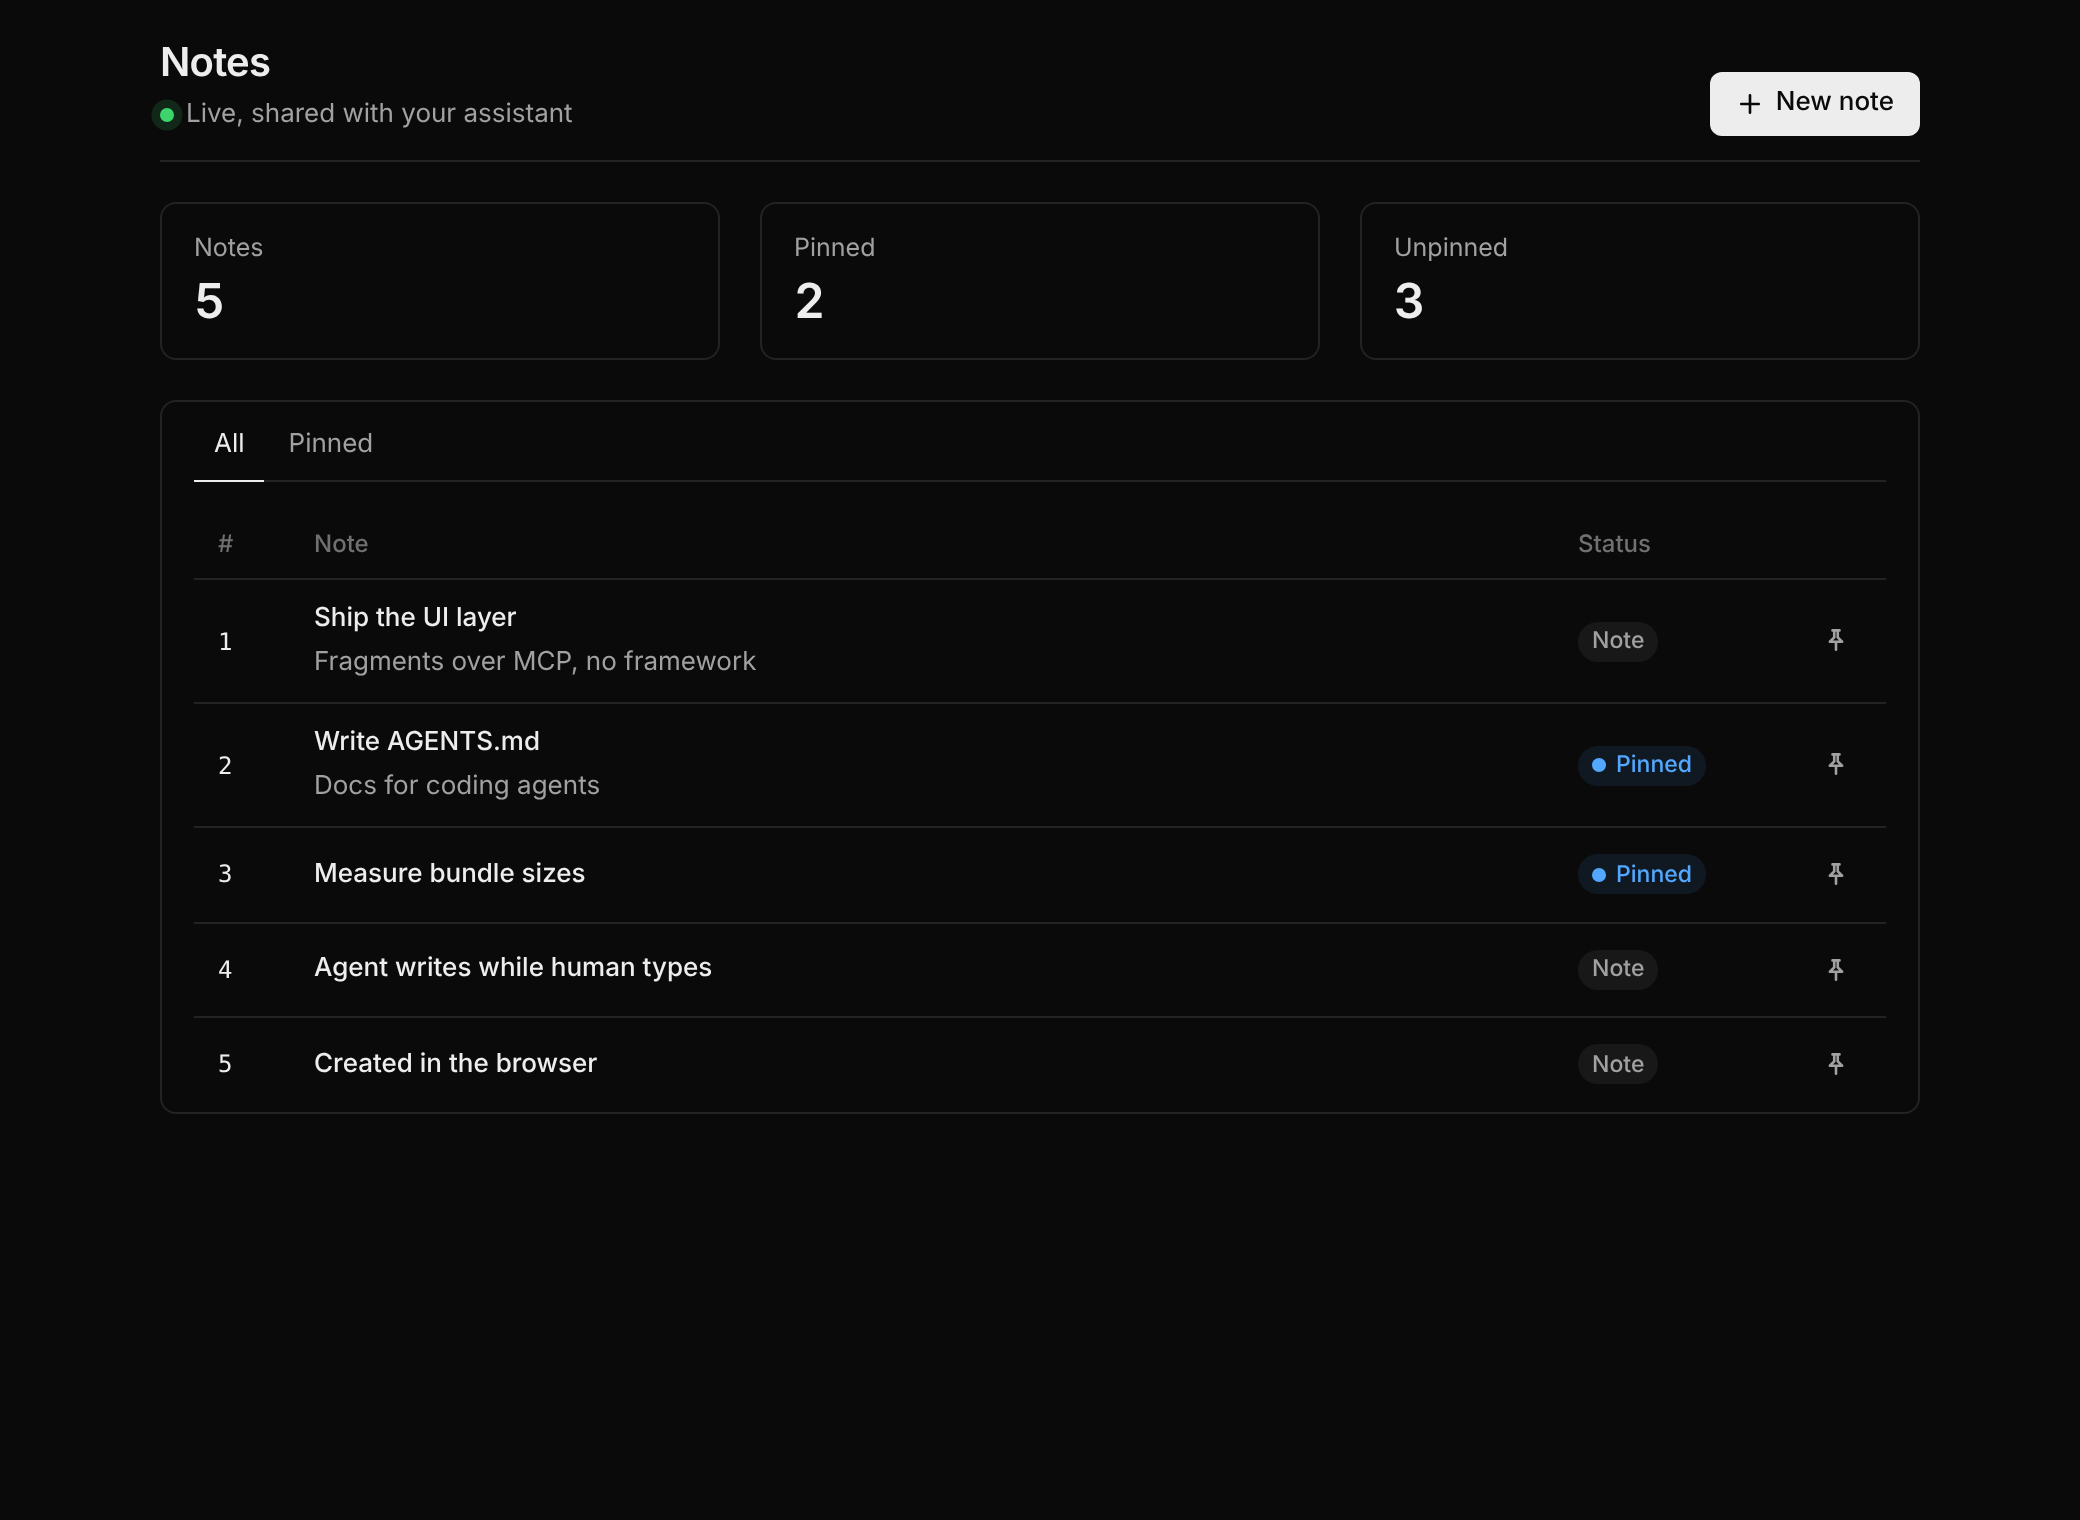 Notes
Live, shared with your assistant
+ New note
Notes
5
Pinned
2
Unpinned
3
All Pinned
# Note Status
1 Ship the UI layer Note
Fragments over MCP, no framework
2 Write AGENTS.md Pinned
Docs for coding agents
3 Measure bundle sizes Pinned
4 Agent writes while human types Note
5 Created in the browser Note